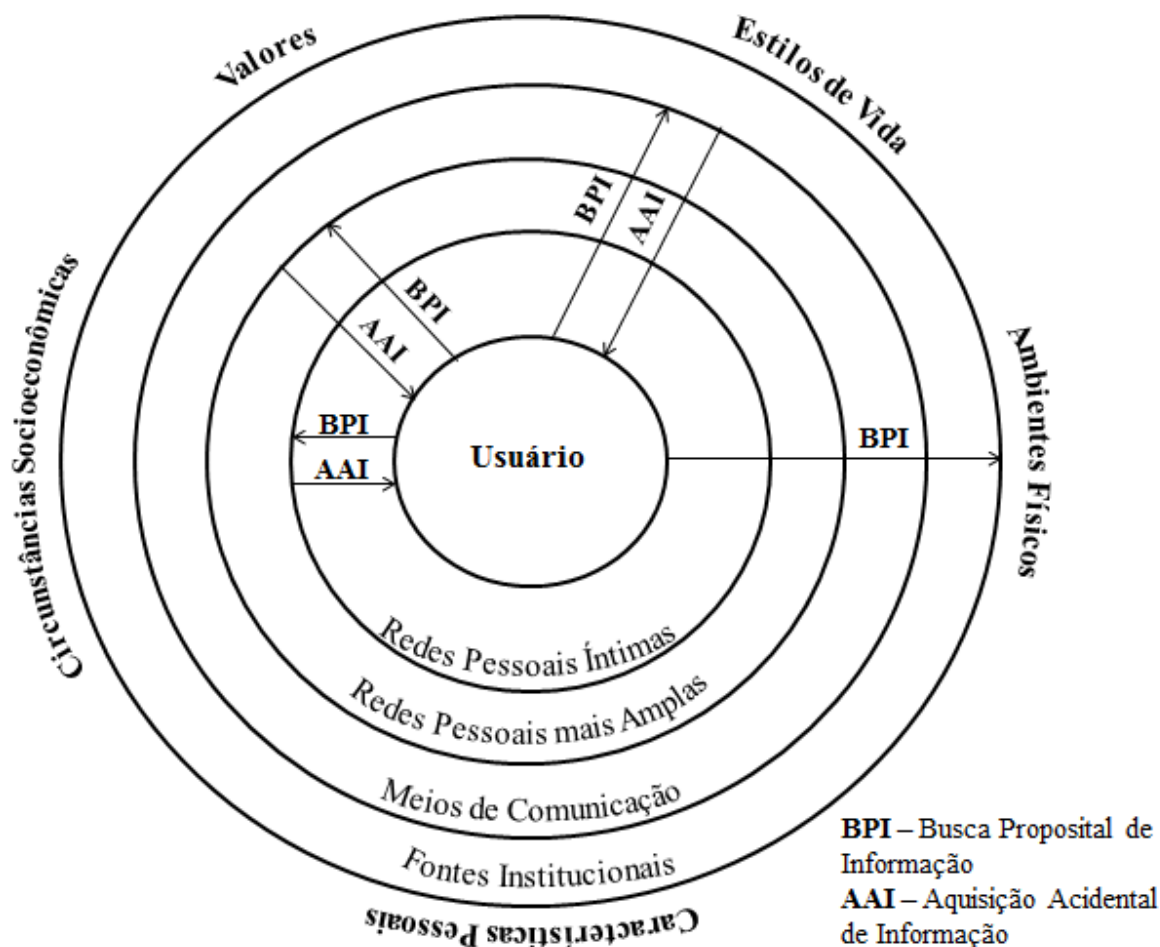 Valores
Estilos de Vida
Circunstâncias Socioeconômicas
Ambientes Físicos
BPI
AAI
BPI
AAI
BPI
AAI
BPI
Usuário
Redes Pessoais Íntimas
Redes Pessoais mais Amplas
Meios de Comunicação
Fontes Institucionais
Características Pessoais
BPI – Busca Proposital de
Informação
AAI – Aquisição Acidental
de Informação